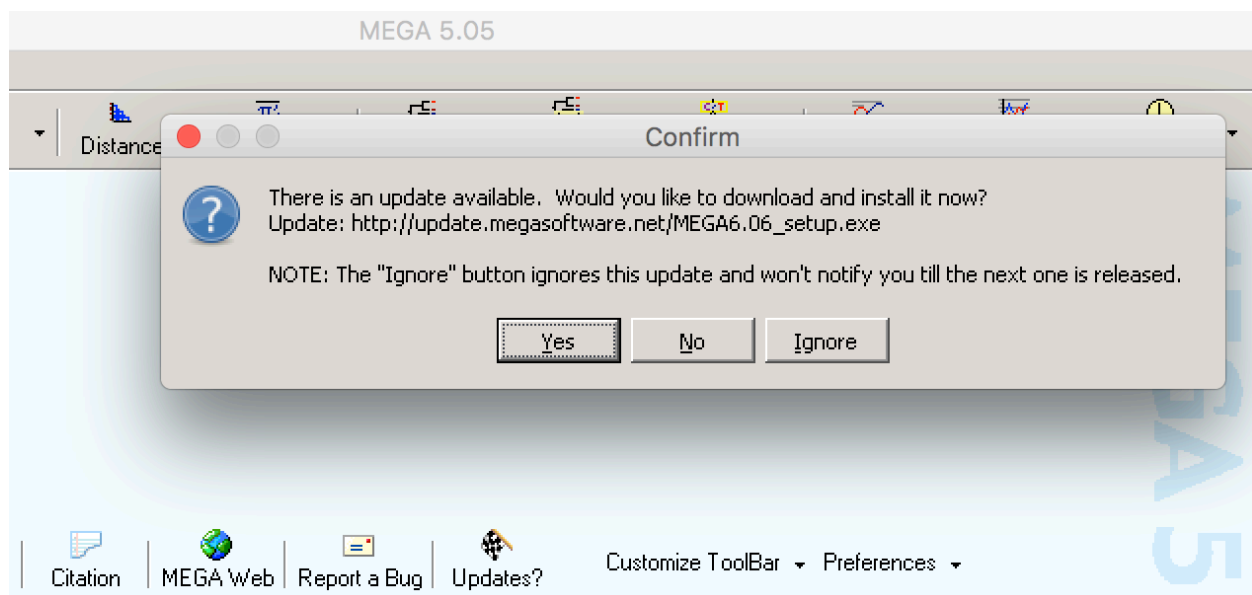 MEGA 5.05
Distance
Confirm
There is an update available.  Would you like to download and install it now?
Update: http://update.megasoftware.net/MEGA6.06_setup.exe
NOTE: The "Ignore" button ignores this update and won't notify you till the next one is released.
Yes No Ignore
GA 5
Citation MEGA Web Report a Bug Updates? Customize ToolBar Preferences